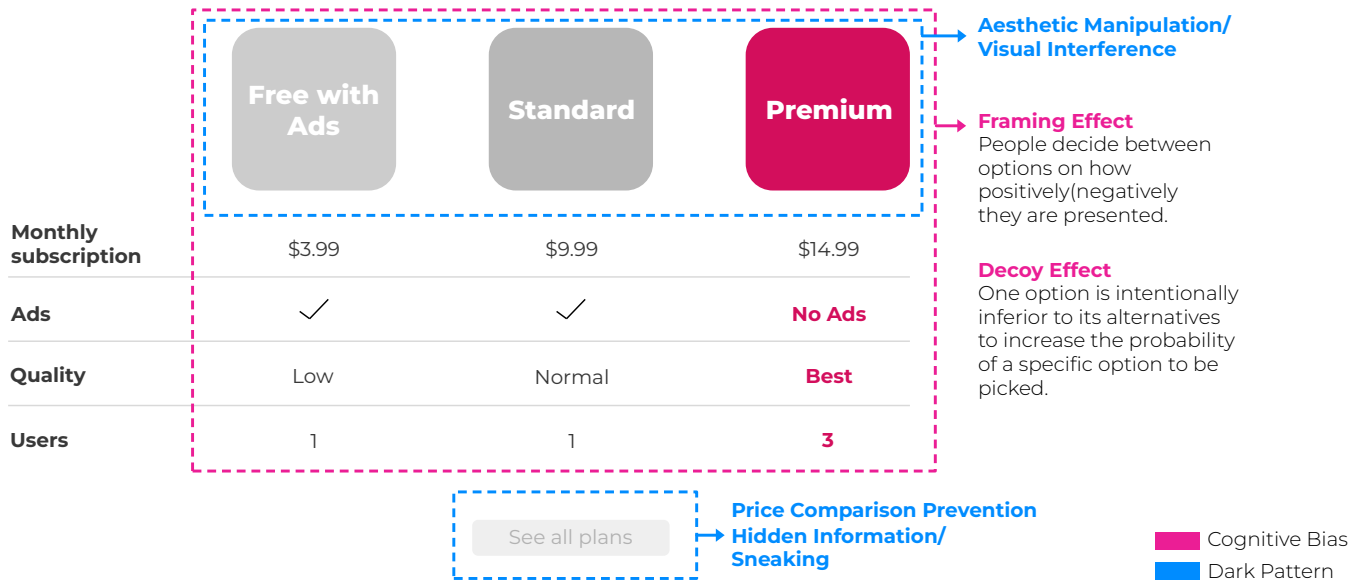 Free with
Ads
Standard
Premium
Aesthetic Manipulation/
Visual Interference
Framing Effect
People decide between
options on how
positively(negatively
they are presented.
Monthly
subscription
$3.99
$9.99
$14.99
Decoy Effect
One option is intentionally
inferior to its alternatives
to increase the probability
of a specific option to be
picked.
Ads
No Ads
Quality
Low
Normal
Best
Users
1
1
3
See all plans
Price Comparison Prevention
Hidden Information/
Sneaking
Cognitive Bias
Dark Pattern